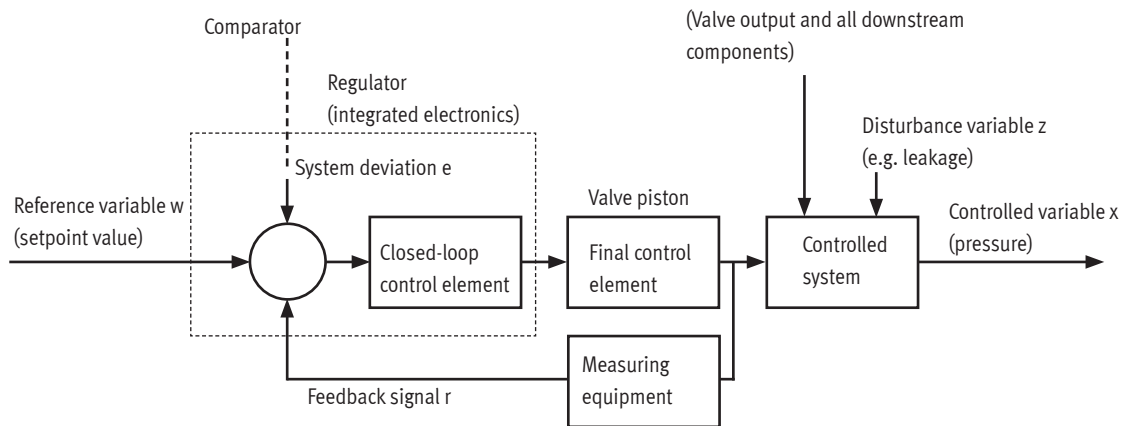 Comparator
(Valve output and all downstream
components)
Regulator
(integrated electronics)
Disturbance variable z
(e.g. leakage)
System deviation e
Reference variable w
(setpoint value)
Valve piston
Controlled variable x
(pressure)
Closed-loop
control element
Final control
element
Controlled
system
Measuring
equipment
Feedback signal r